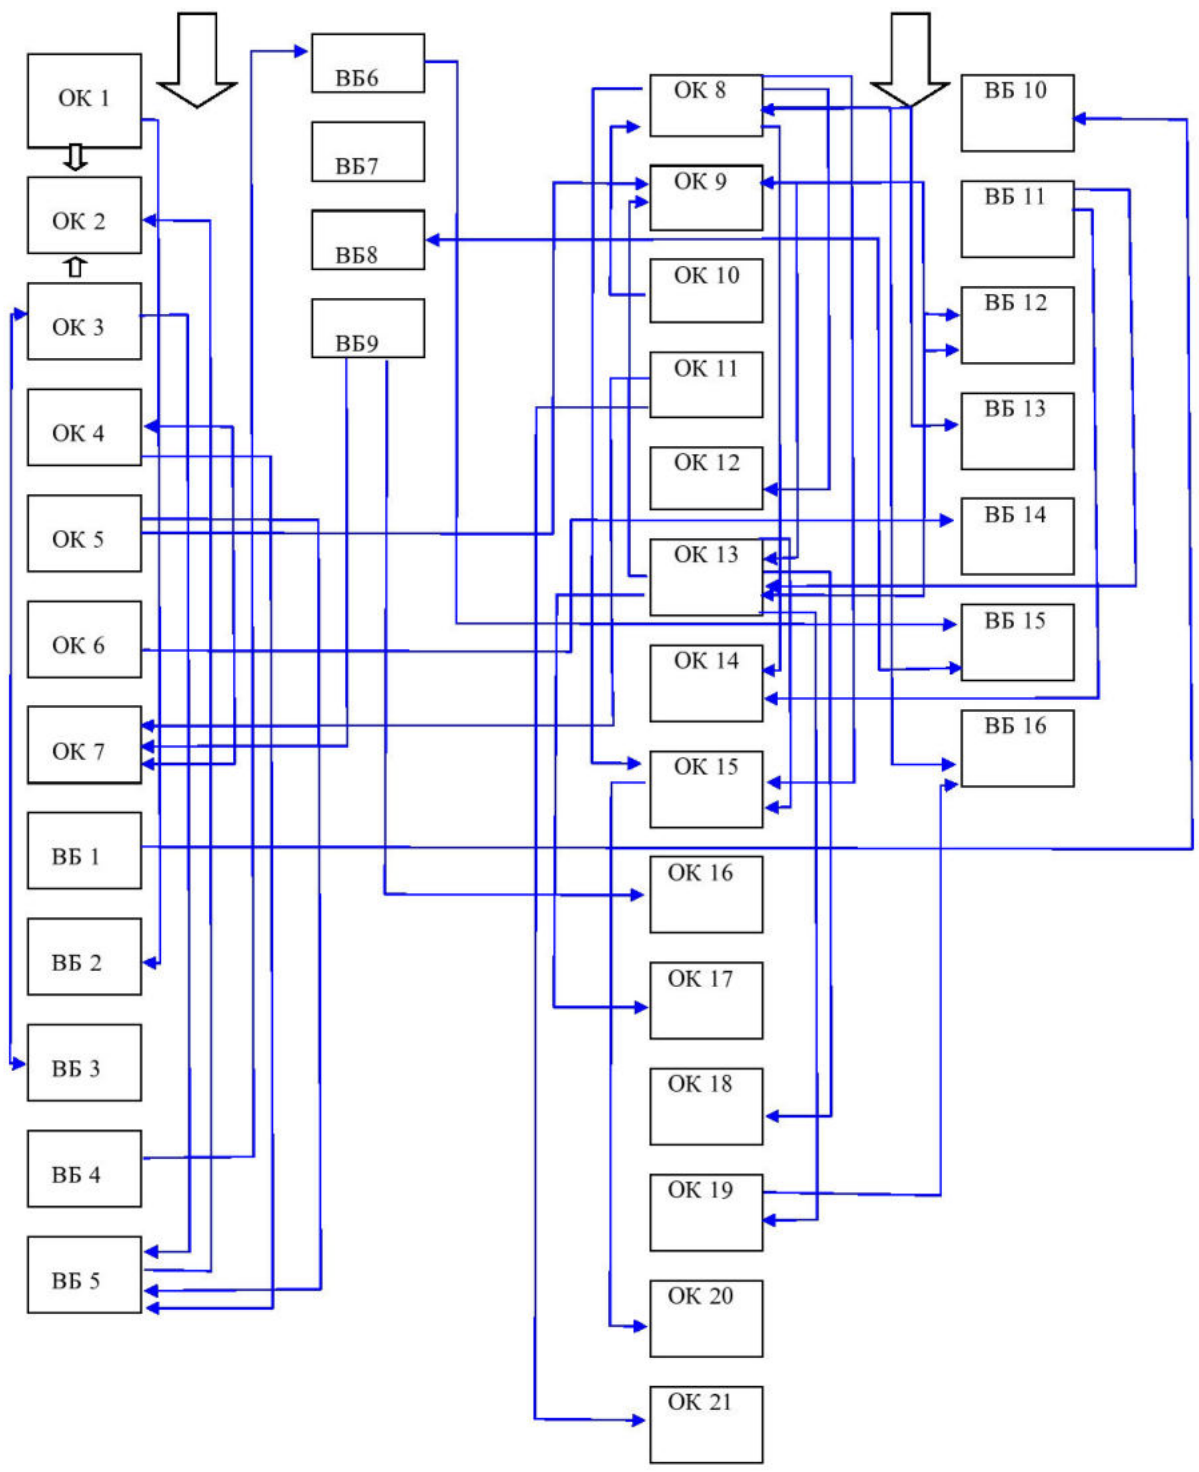 ОК 1
ОК 2
ОК 3
ОК 4
ОК 5
ОК 6
ОК 7
ВБ 1
ВБ 2
ВБ 3
ВБ 4
ВБ 5
ВБ6
ВБ7
ВБ8
ВБ9
ОК 8
ОК 9
ОК 10
ОК 11
ОК 12
ОК 13
ОК 14
ОК 15
ОК 16
ОК 17
ОК 18
ОК 19
ОК 20
ОК 21
ВБ 10
ВБ 11
ВБ 12
ВБ 13
ВБ 14
ВБ 15
ВБ 16